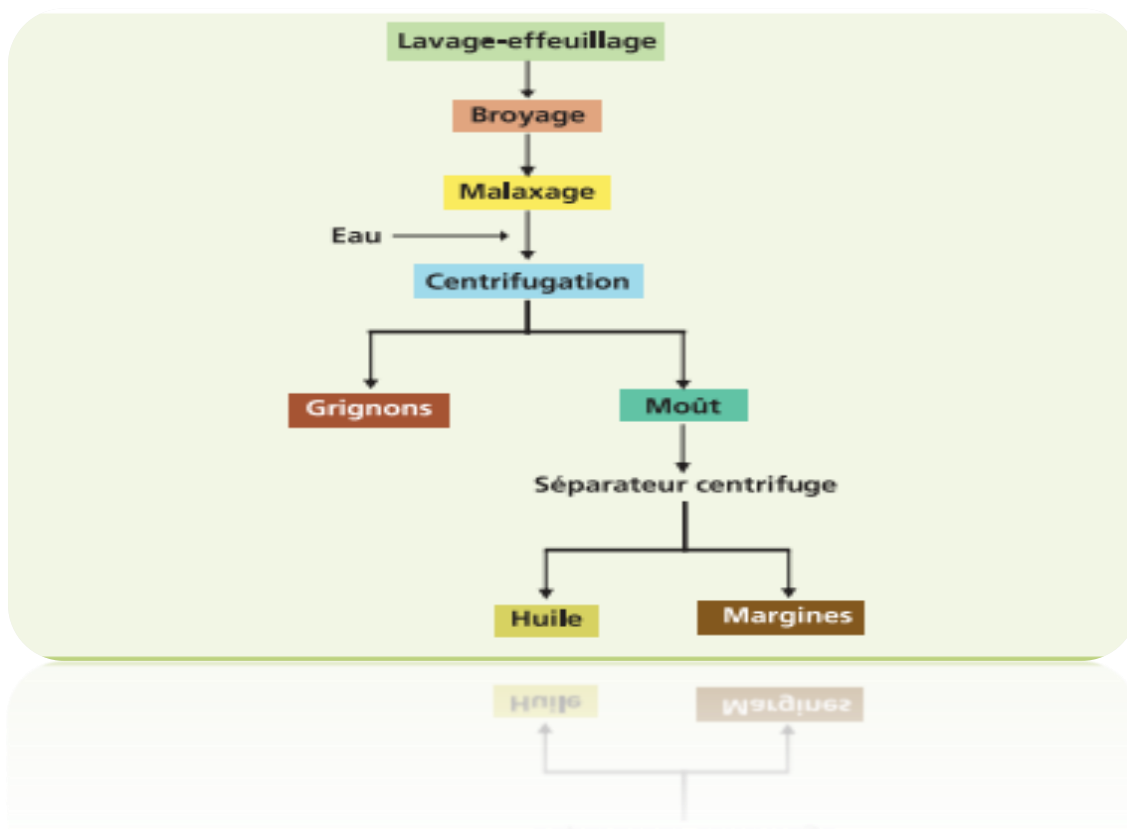 Lavage-effeuillage
Broyage
Malaxage
Eau
Centrifugation
Grignons
Moût
Séparateur centrifuge
Huile
Margines